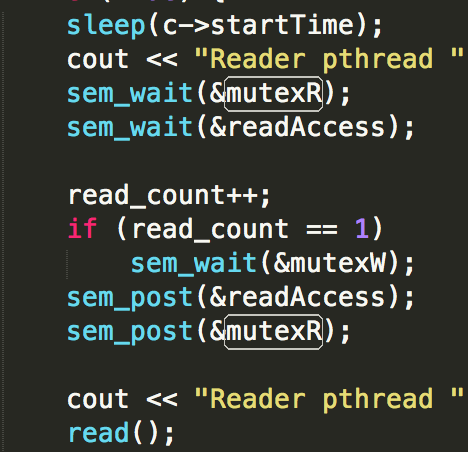 sleep(c->startTime);
cout << "Reader pthread "
sem_wait(&mutexR);
sem_wait(&readAccess);
read_count++;
if (read_count == 1)
sem_wait(&mutexW);
sem_post(&readAccess);
sem_post(&mutexR);
cout << "Reader pthread "
read();